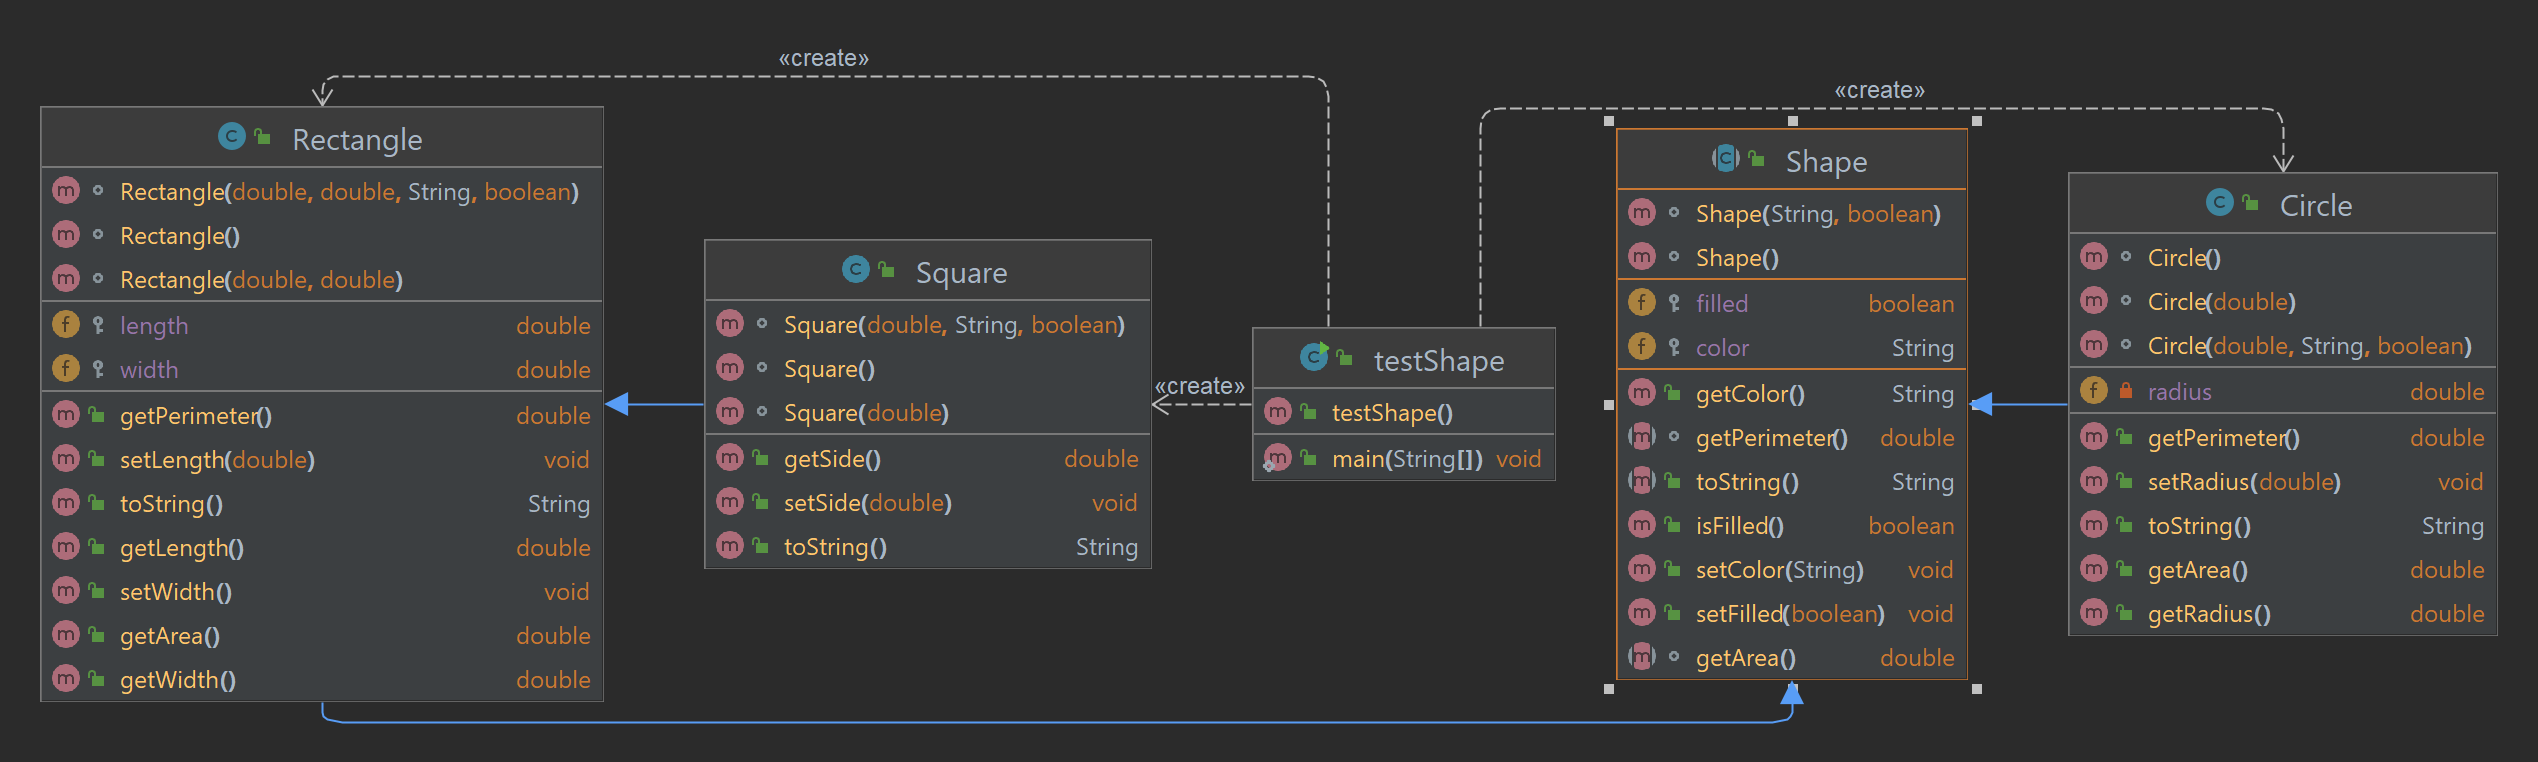 «create»
«create»
Rectangle
Rectangle(double, double, String, boolean)
Rectangle()
Rectangle(double, double)
length double
width double
getPerimeter() double
setLength(double) void
toString() String
getLength() double
setWidth() void
getArea() double
getWidth() double
Square
Square(double, String, boolean)
Square()
Square(double)
getSide() double
setSide(double) void
toString() String
«create»
testShape
testShape()
main(String[]) void
Shape
Shape(String, boolean)
Shape()
filled boolean
color String
getColor() String
getPerimeter() double
toString() String
isFilled() boolean
setColor(String) void
setFilled(boolean) void
getArea() double
Circle
Circle()
Circle(double)
Circle(double, String, boolean)
radius double
getPerimeter() double
setRadius(double) void
toString() String
getArea() double
getRadius() double